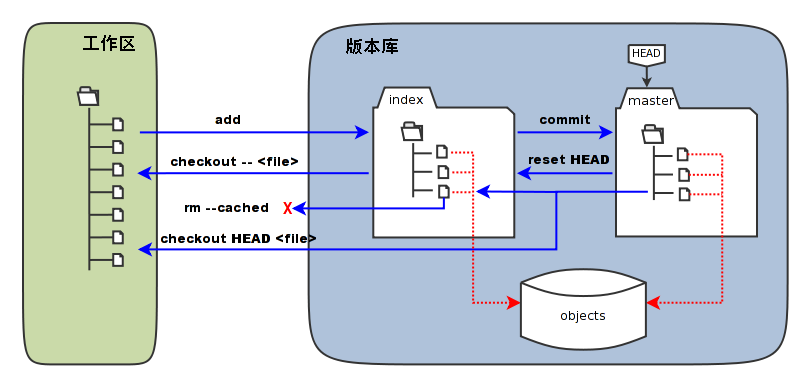 工作区
版本库
HEAD
index
master
add
commit
checkout -- <file>
reset HEAD
rm --cached
X
checkout HEAD <file>
objects